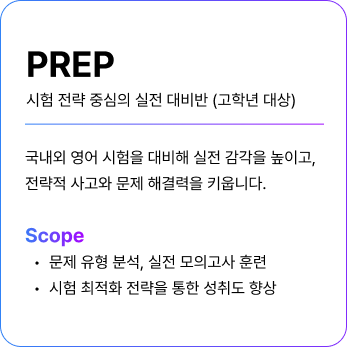 PREP
시험 전략 중심의 실전 대비반 (고학년 대상)
국내외 영어 시험을 대비해 실전 감각을 높이고,
전략적 사고와 문제 해결력을 키웁니다.
Scope
• 문제 유형 분석, 실전 모의고사 훈련
• 시험 최적화 전략을 통한 성취도 향상